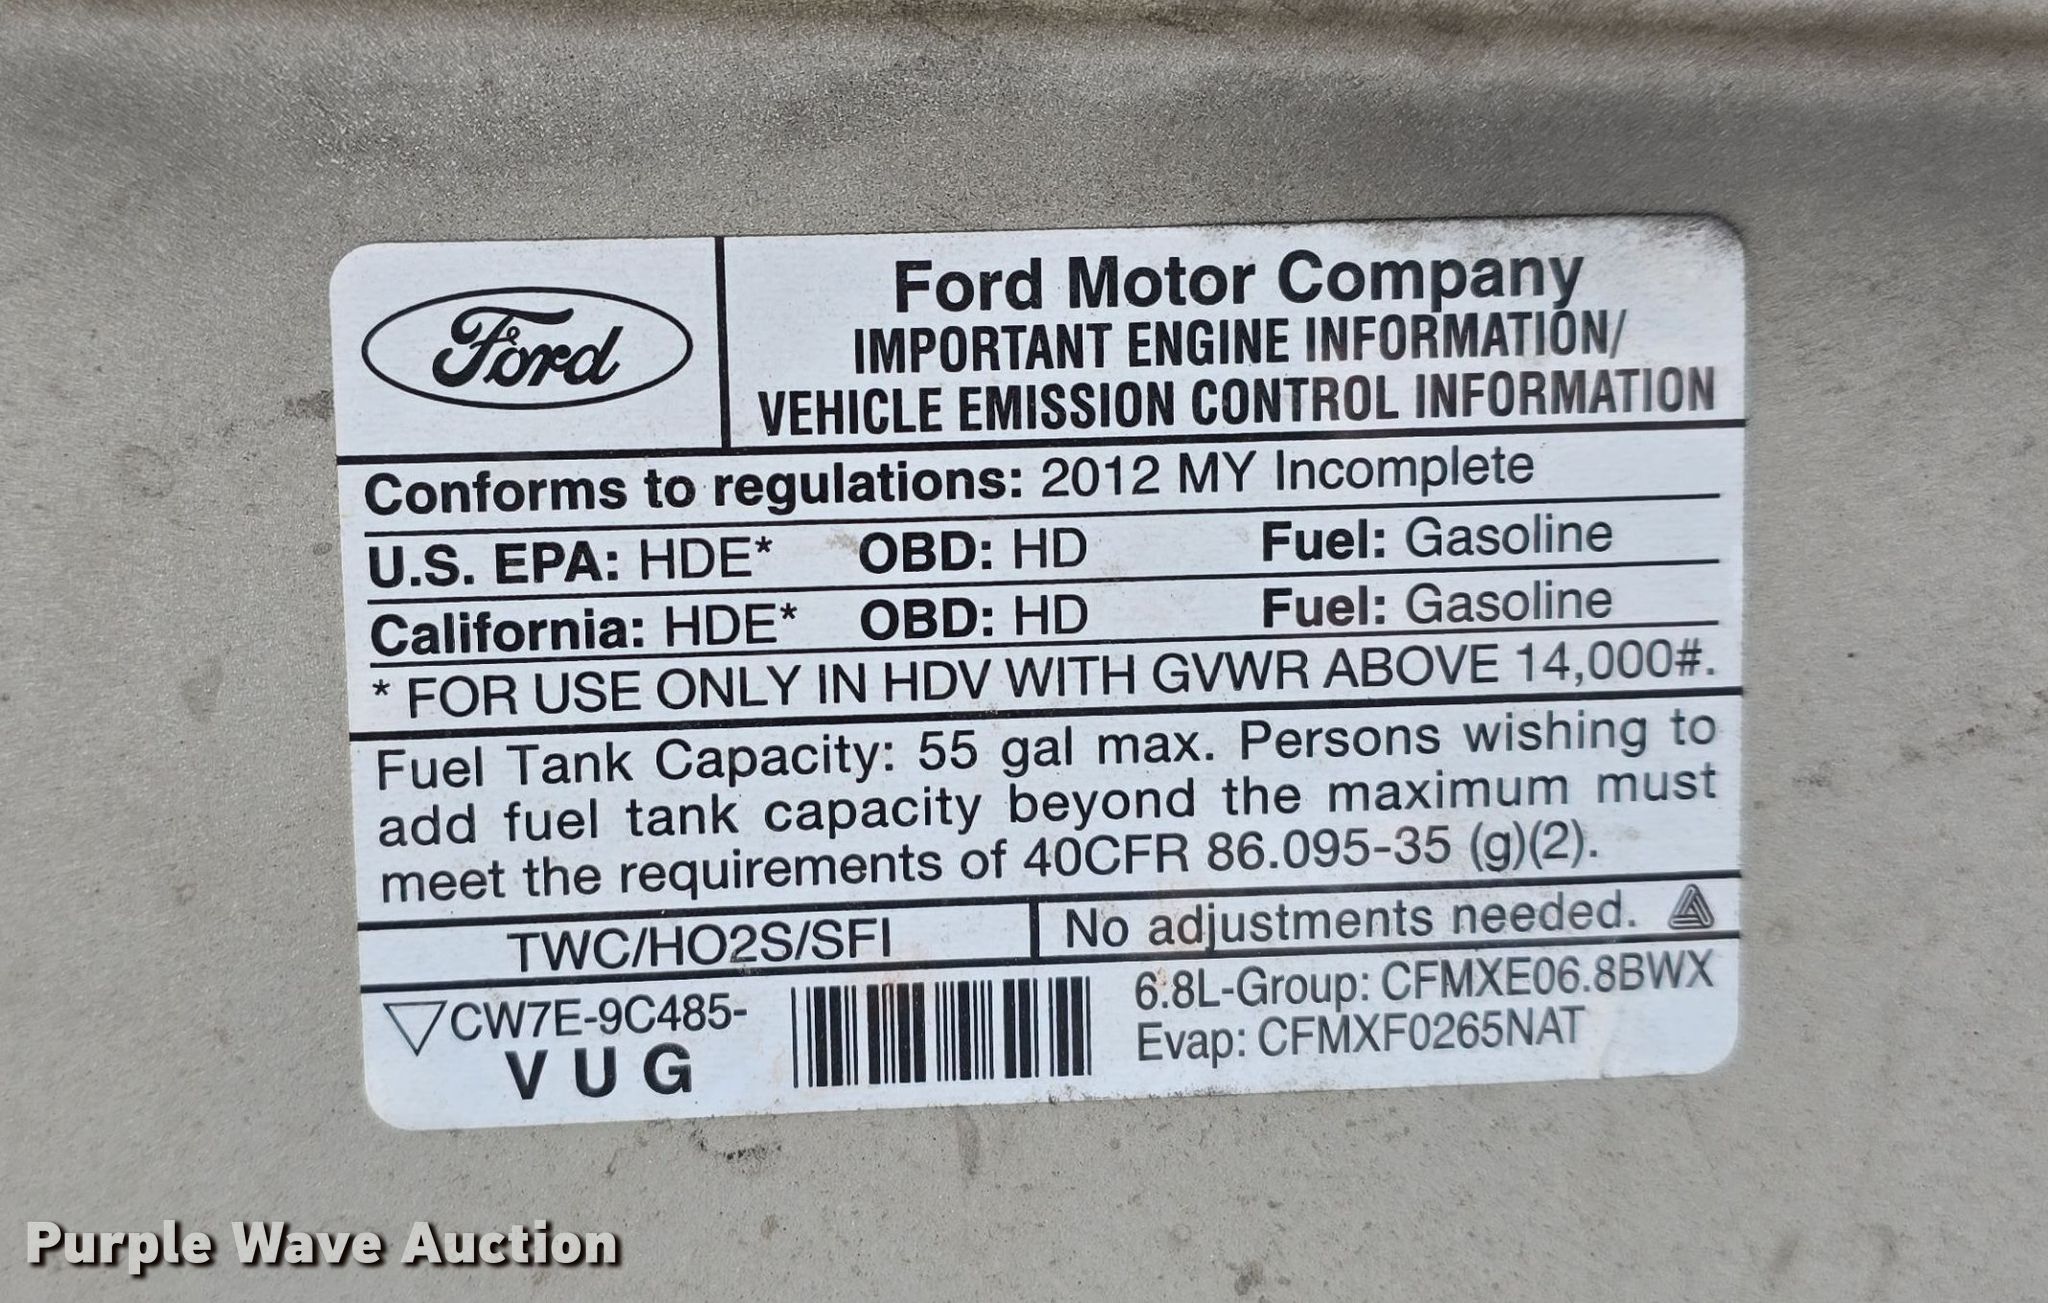 Ford
Ford Motor Company
IMPORTANT ENGINE INFORMATION/
VEHICLE EMISSION CONTROL INFORMATION
Conforms to regulations: 2012 MY Incomplete
U.S. EPA: HDE* OBD: HD Fuel: Gasoline
California: HDE* OBD: HD Fuel: Gasoline
* FOR USE ONLY IN HDV WITH GVWR ABOVE 14,000#.
Fuel Tank Capacity: 55 gal max. Persons wishing to
add fuel tank capacity beyond the maximum must
meet the requirements of 40CFR 86.095-35 (g)(2).
TWC/HO2S/SFI
No adjustments needed.
CW7E-9C485-
VUG
6.8L-Group: CFMXE06.8BWX
Evap: CFMXF0265NAT
Purple Wave Auction